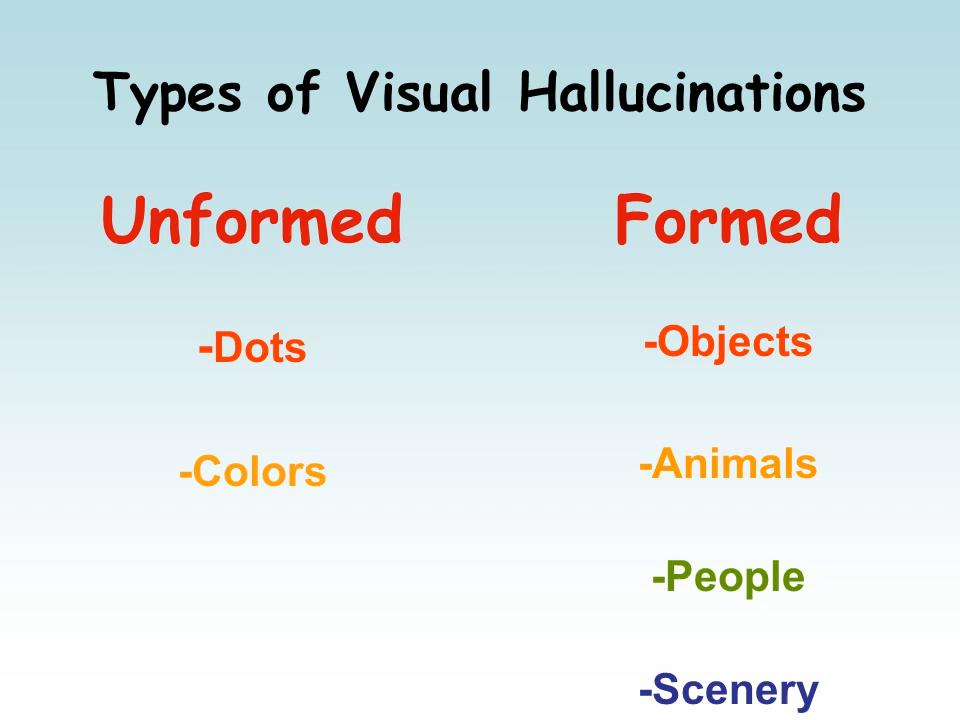 Types of Visual Hallucinations
Unformed
-Dots
-Colors
Formed
-Objects
-Animals
-People
-Scenery